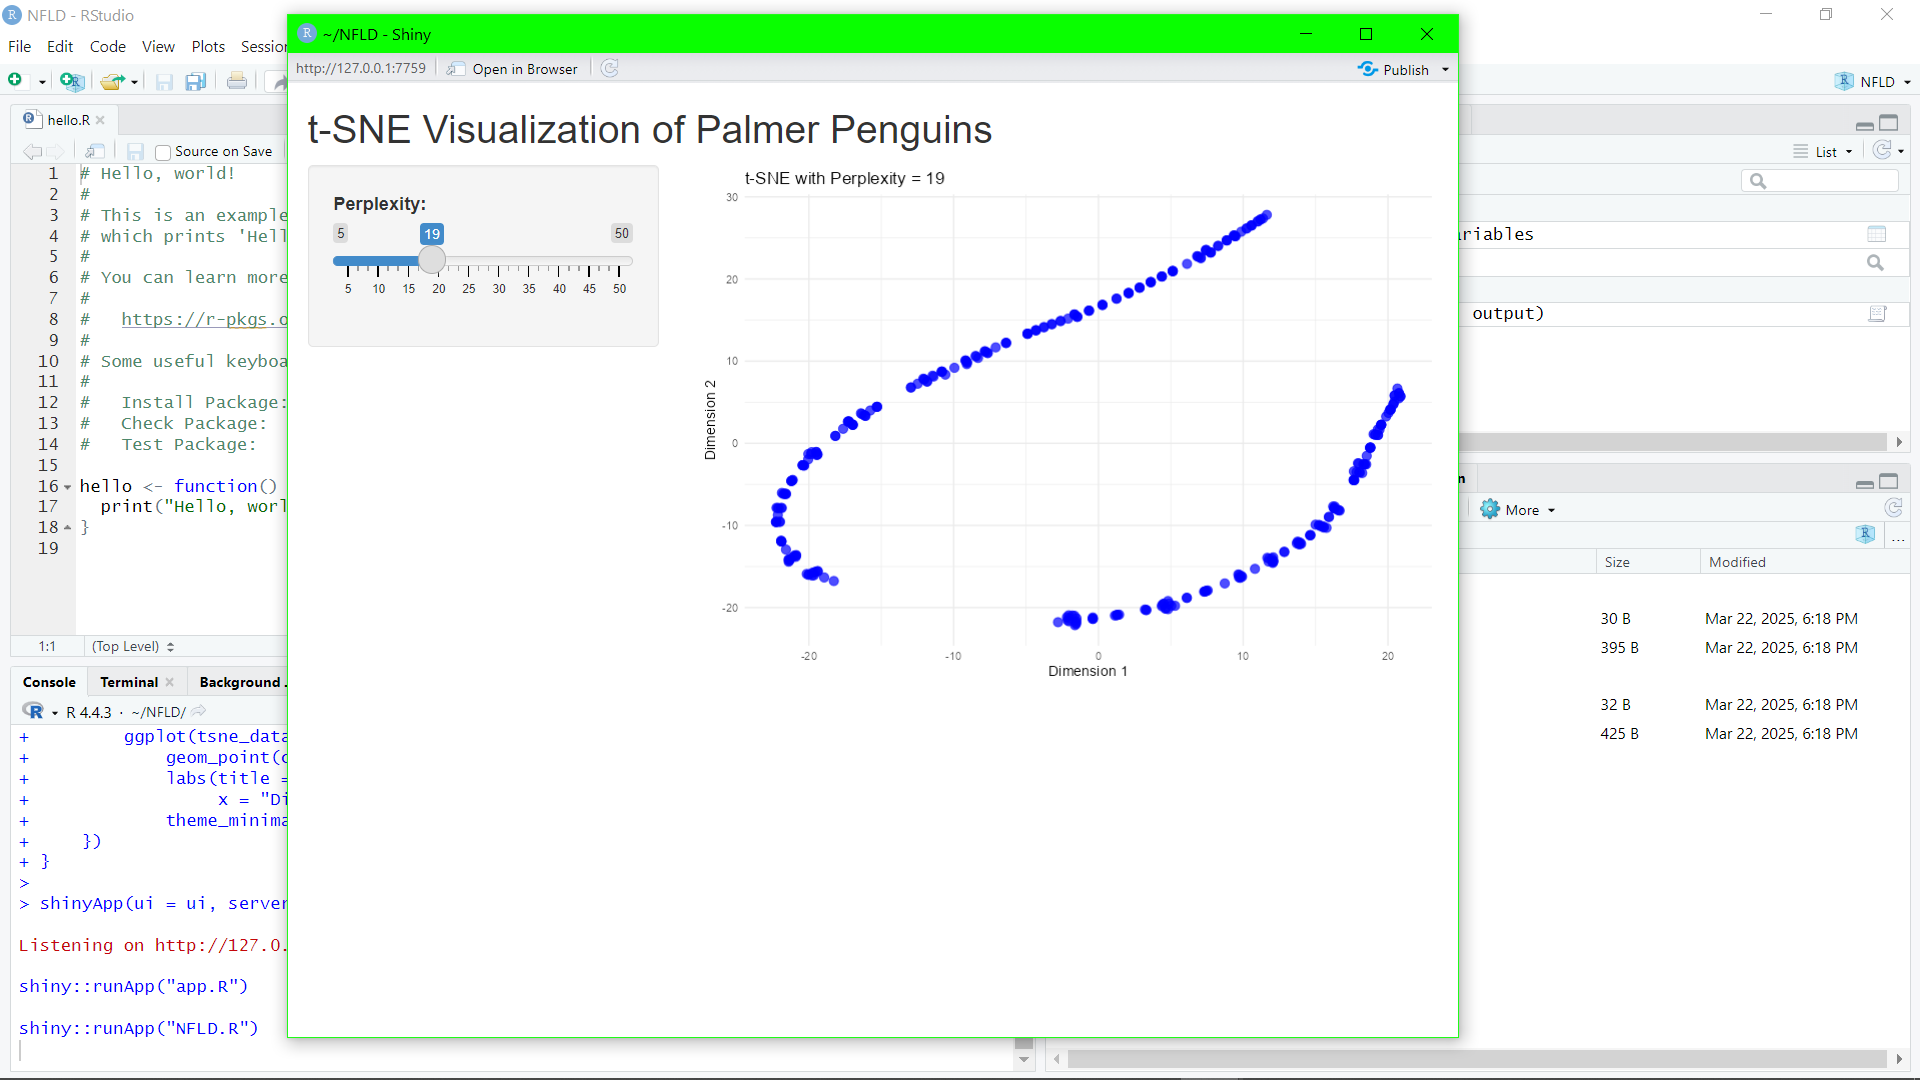 NFLD - RStudio
File Edit Code View Plots
~/NFLD - Shiny
http://127.0.0.1:7759 Open in Browser Publish
NFLD
hello.R
Source on Save
List
1 # Hello, world!
2 #
3 # This is an example
4 # which prints 'Hell
5 #
6 # You can learn more
7 #
8 # https://r-pkgs.o
9 #
10 # Some useful keyboa
11 #
12 # Install Package:
13 # Check Package:
14 # Test Package:
15
16 hello <- function()
17 print("Hello, worl
18 }
19
1:1 (Top Level)
t-SNE Visualization of Palmer Penguins
Perplexity:
5 19 50
5 10 15 20 25 30 35 40 45 50
t-SNE with Perplexity = 19
30
20
10
0
-10
-20
Dimension 2
-20 -10 0 10 20
Dimension 1
riables
output)
More
...
Size Modified
30 B Mar 22, 2025, 6:18 PM
395 B Mar 22, 2025, 6:18 PM
32 B Mar 22, 2025, 6:18 PM
425 B Mar 22, 2025, 6:18 PM
Console Terminal Background
R 4.4.3 · ~/NFLD/
+ ggplot(tsne_data
+ geom_point(
+ labs(title =
+ x = "Di
+ theme_minima
+ })
+ }
>
> shinyApp(ui = ui, server
Listening on http://127.0.
shiny::runApp("app.R")
shiny::runApp("NFLD.R")